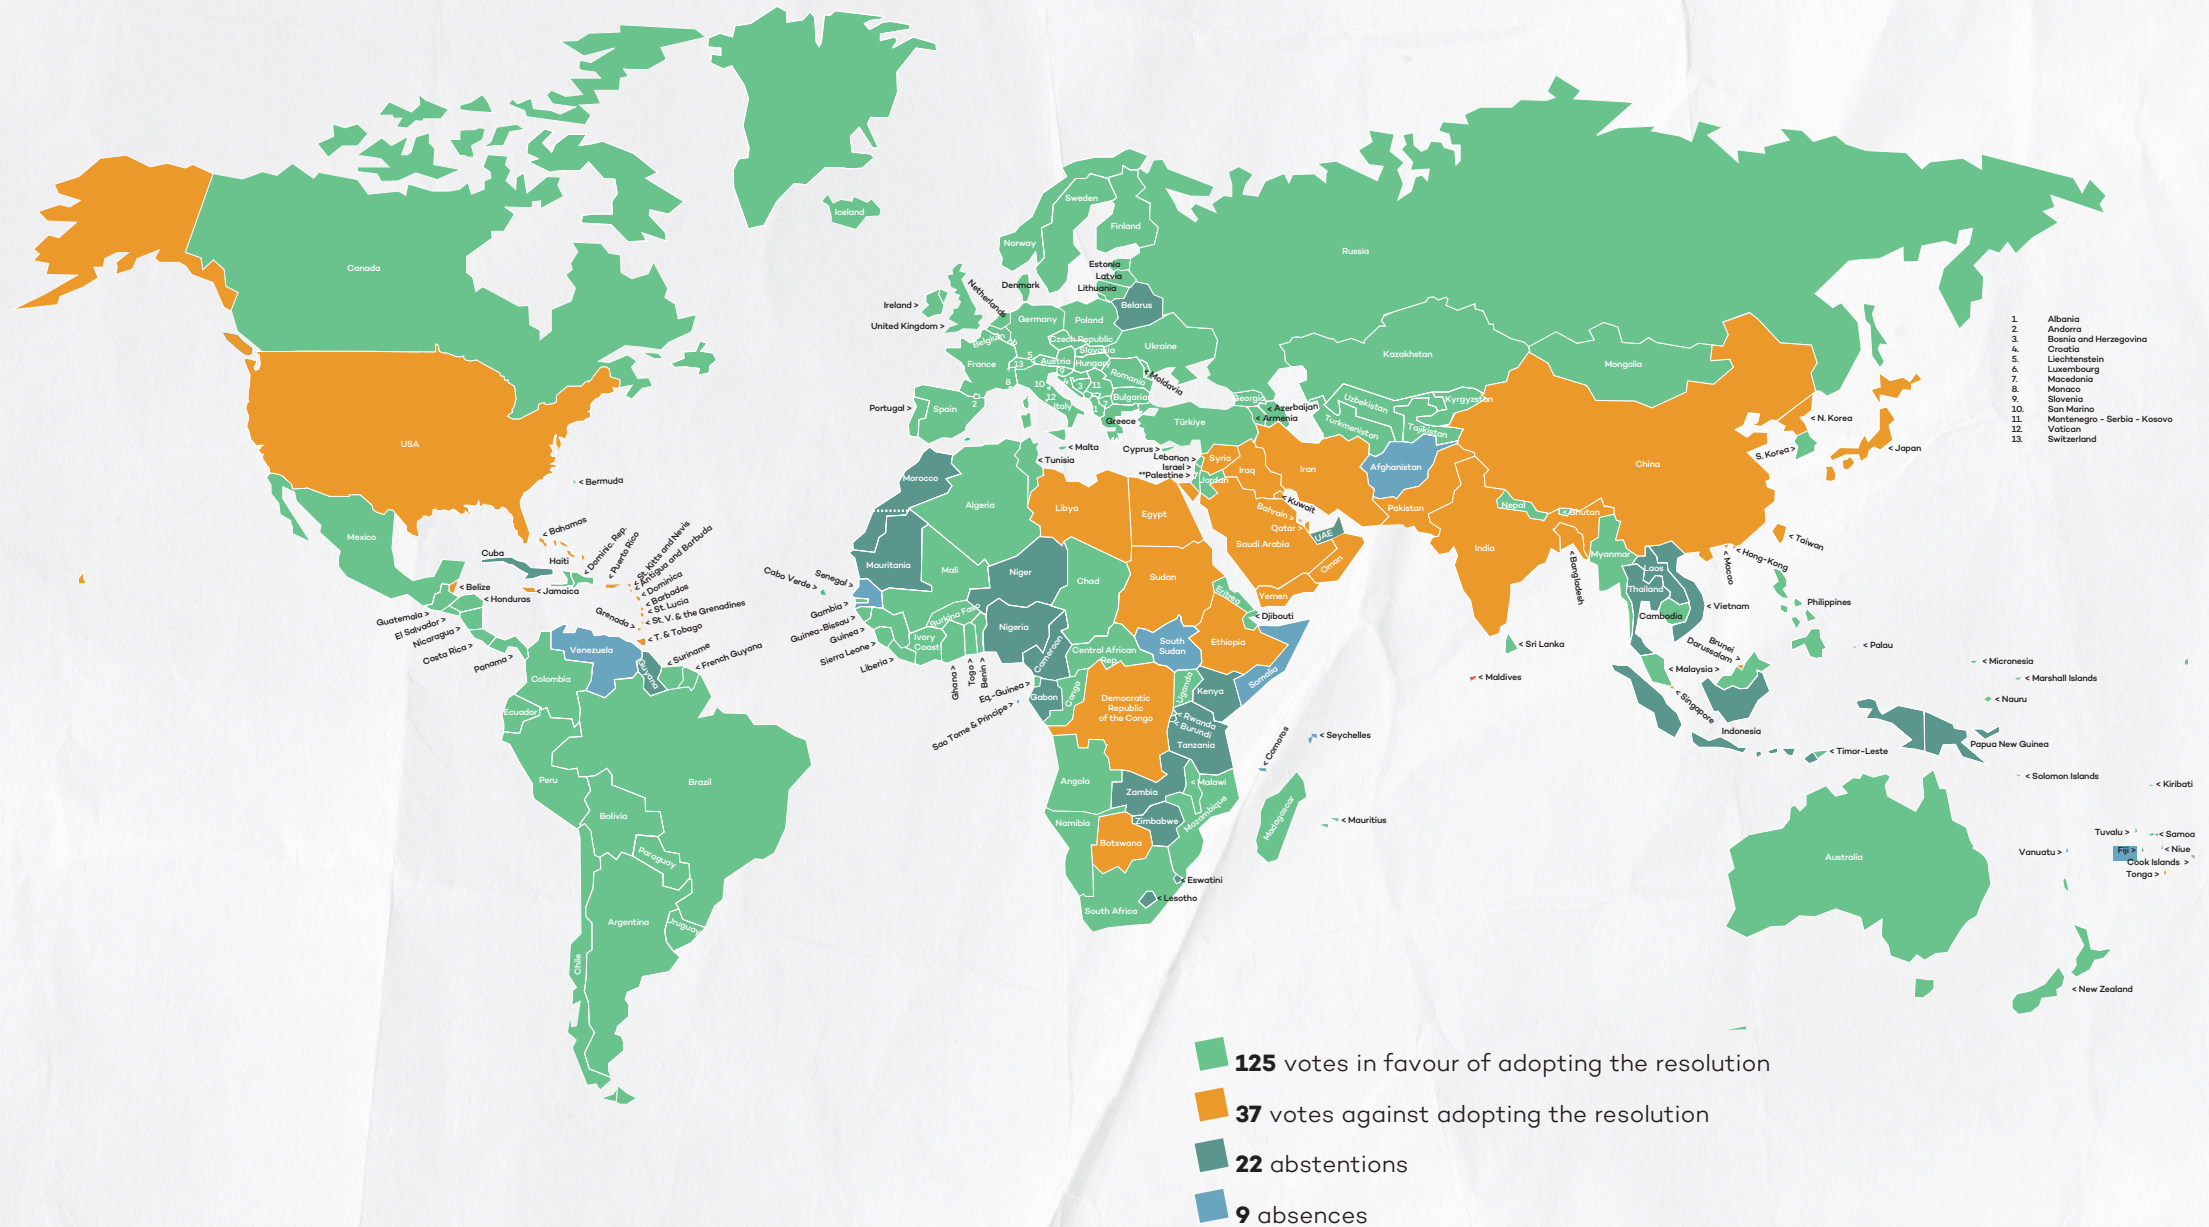 Canada
USA
Mexico
Iceland
Norway
Sweden
Finland
Russia
Estonia
Latvia
Lithuania
Denmark
Netherlands
Belarus
Ireland >
United Kingdom >
Germany
Poland
Belgium
6
Czech Republic
Slovakia
Ukraine
France
5
13
Austria
Hungary
9
4
3
11
8
10
12
Italy
Romania
< Moldavia
Bulgaria
7
1
Portugal >
Spain
2
Greece
Türkiye
Georgia
< Azerbaijan
< Armenia
Kazakhstan
Uzbekistan
Turkmenistan
Kyrgyzstan
Tajikistan
Mongolia
China
< N. Korea
S. Korea >
< Japan
1. Albania
2. Andorra
3. Bosnia and Herzegovina
4. Croatia
5. Liechtenstein
6. Luxembourg
7. Macedonia
8. Monaco
9. Slovenia
10. San Marino
11. Montenegro - Serbia - Kosovo
12. Vatican
13. Switzerland
< Malta
< Tunisia
Cyprus >
Lebanon >
Israel >
**Palestine >
Syria
Jordan
Iraq
Iran
Afghanistan
Pakistan
< Kuwait
Bahrain >
Qatar >
UAE
Saudi Arabia
Oman
Yemen
India
Nepal
< Bhutan
< Bangladesh
Myanmar
Laos
Thailand
Cambodia
< Vietnam
< Taiwan
< Hong-Kong
< Macao
Philippines
< Palau
< Micronesia
< Marshall Islands
< Nauru
< Sri Lanka
< Maldives
Brunei
Darussalam >
< Malaysia >
< Singapore
Indonesia
< Timor-Leste
Papua New Guinea
< Solomon Islands
< Kiribati
Tuvalu >
< Samoa
Vanuatu >
Fiji >
< Niue
Cook Islands >
Tonga >
Australia
< New Zealand
< Bermuda
< Bahamas
Cuba
Haiti
< Dominic. Rep.
< Puerto Rico
< St. Kitts and Nevis
< Antigua and Barbuda
< Dominica
< Barbados
< St. Lucia
< St. V. & the Grenadines
Grenada >
< T. & Tobago
< Belize
< Jamaica
< Honduras
Guatemala >
El Salvador >
Nicaragua >
Costa Rica >
Panama >
Venezuela
Guyana
< Suriname
< French Guyana
Colombia
Ecuador
Peru
Brazil
Bolivia
Paraguay
Argentina
Uruguay
Chile
Morocco
Algeria
Libya
Egypt
Mauritania
Mali
Niger
Chad
Sudan
Eritrea
< Djibouti
Cabo Verde >
Senegal >
Gambia >
Guinea-Bissau >
Guinea >
Sierra Leone >
Liberia >
Ivory
Coast
Burkina Faso
Ghana >
Togo >
Benin >
Nigeria
Cameroon
Central African
Rep.
South
Sudan
Ethiopia
Somalia
Eq.-Guinea >
Sao Tome & Principe >
Gabon
Congo
Democratic
Republic
of the Congo
Uganda
Kenya
< Rwanda
< Burundi
Tanzania
< Seychelles
< Comoros
Angola
Zambia
< Malawi
Mozambique
Namibia
Zimbabwe
Botswana
Madagascar
< Mauritius
< Eswatini
< Lesotho
South Africa
125 votes in favour of adopting the resolution
37 votes against adopting the resolution
22 abstentions
9 absences